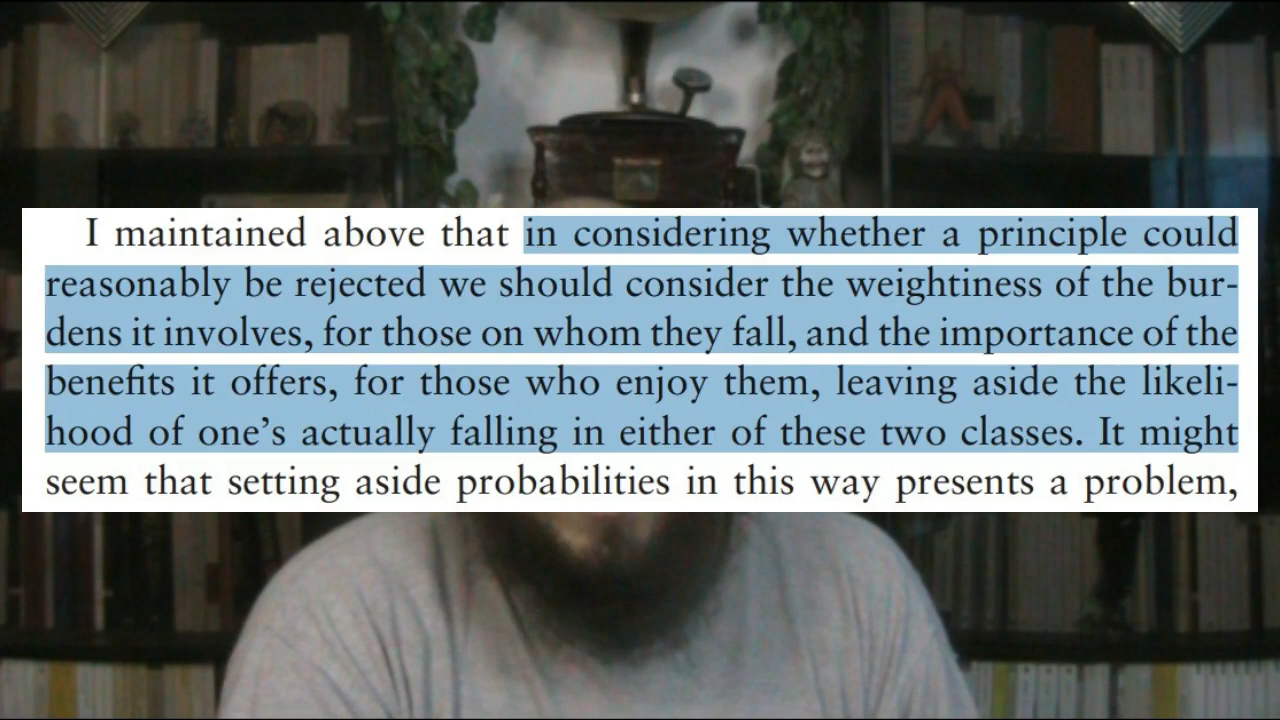 I maintained above that in considering whether a principle could
reasonably be rejected we should consider the weightiness of the bur-
dens it involves, for those on whom they fall, and the importance of the
benefits it offers, for those who enjoy them, leaving aside the likeli-
hood of one’s actually falling in either of these two classes. It might
seem that setting aside probabilities in this way presents a problem,